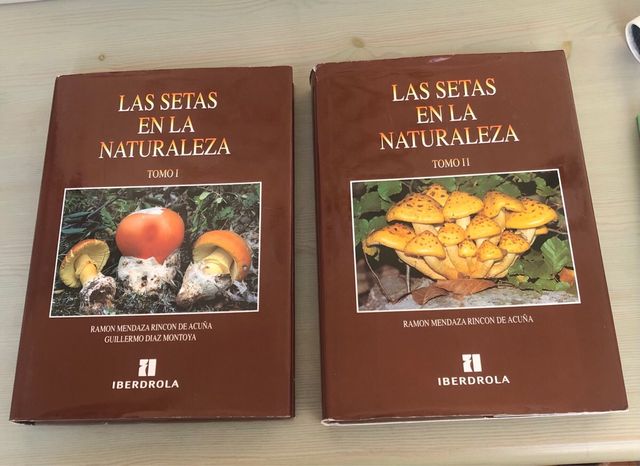 LAS SETAS
EN LA
NATURALEZA
TOMO I
RAMON MENDAZA RINCON DE ACUÑA
GUILLERMO DIAZ MONTOYA
IBERDROLA
LAS SETAS
EN LA
NATURALEZA
TOMO II
RAMON MENDAZA RINCON DE ACUÑA
IBERDROLA